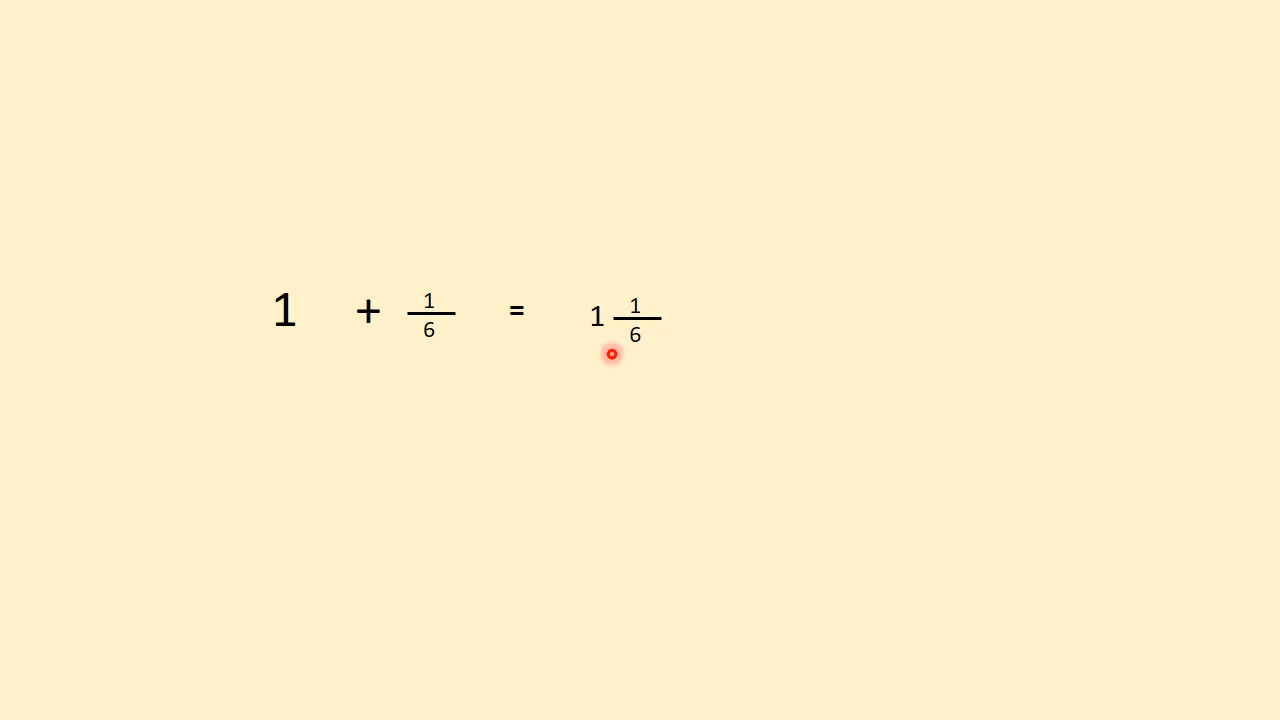 1 + 1/6 = 1 1/6